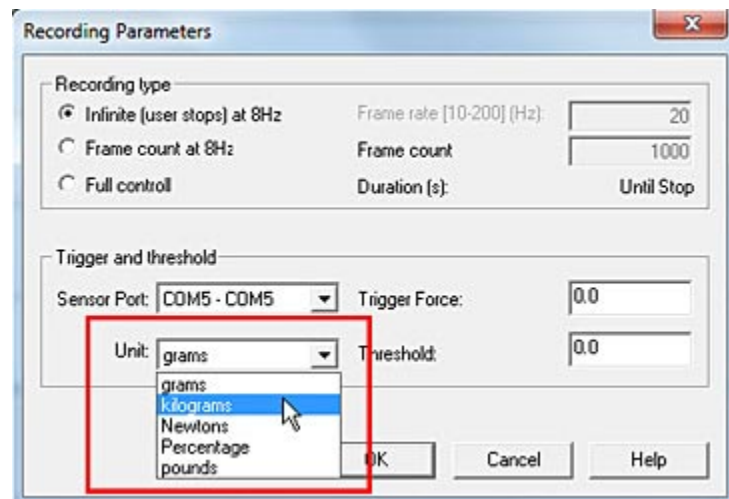 Recording Parameters
Recording type
Infinite (user stops) at 8Hz
Frame rate [10-200] (Hz):
20
Frame count at 8Hz
Frame count
1000
Full controll
Duration (s):
Until Stop
Trigger and threshold
Sensor Port:
COM5 - COM5
Trigger Force:
0.0
Unit:
grams
Threshold:
0.0
grams
kilograms
Newtons
Percentage
pounds
OK
Cancel
Help